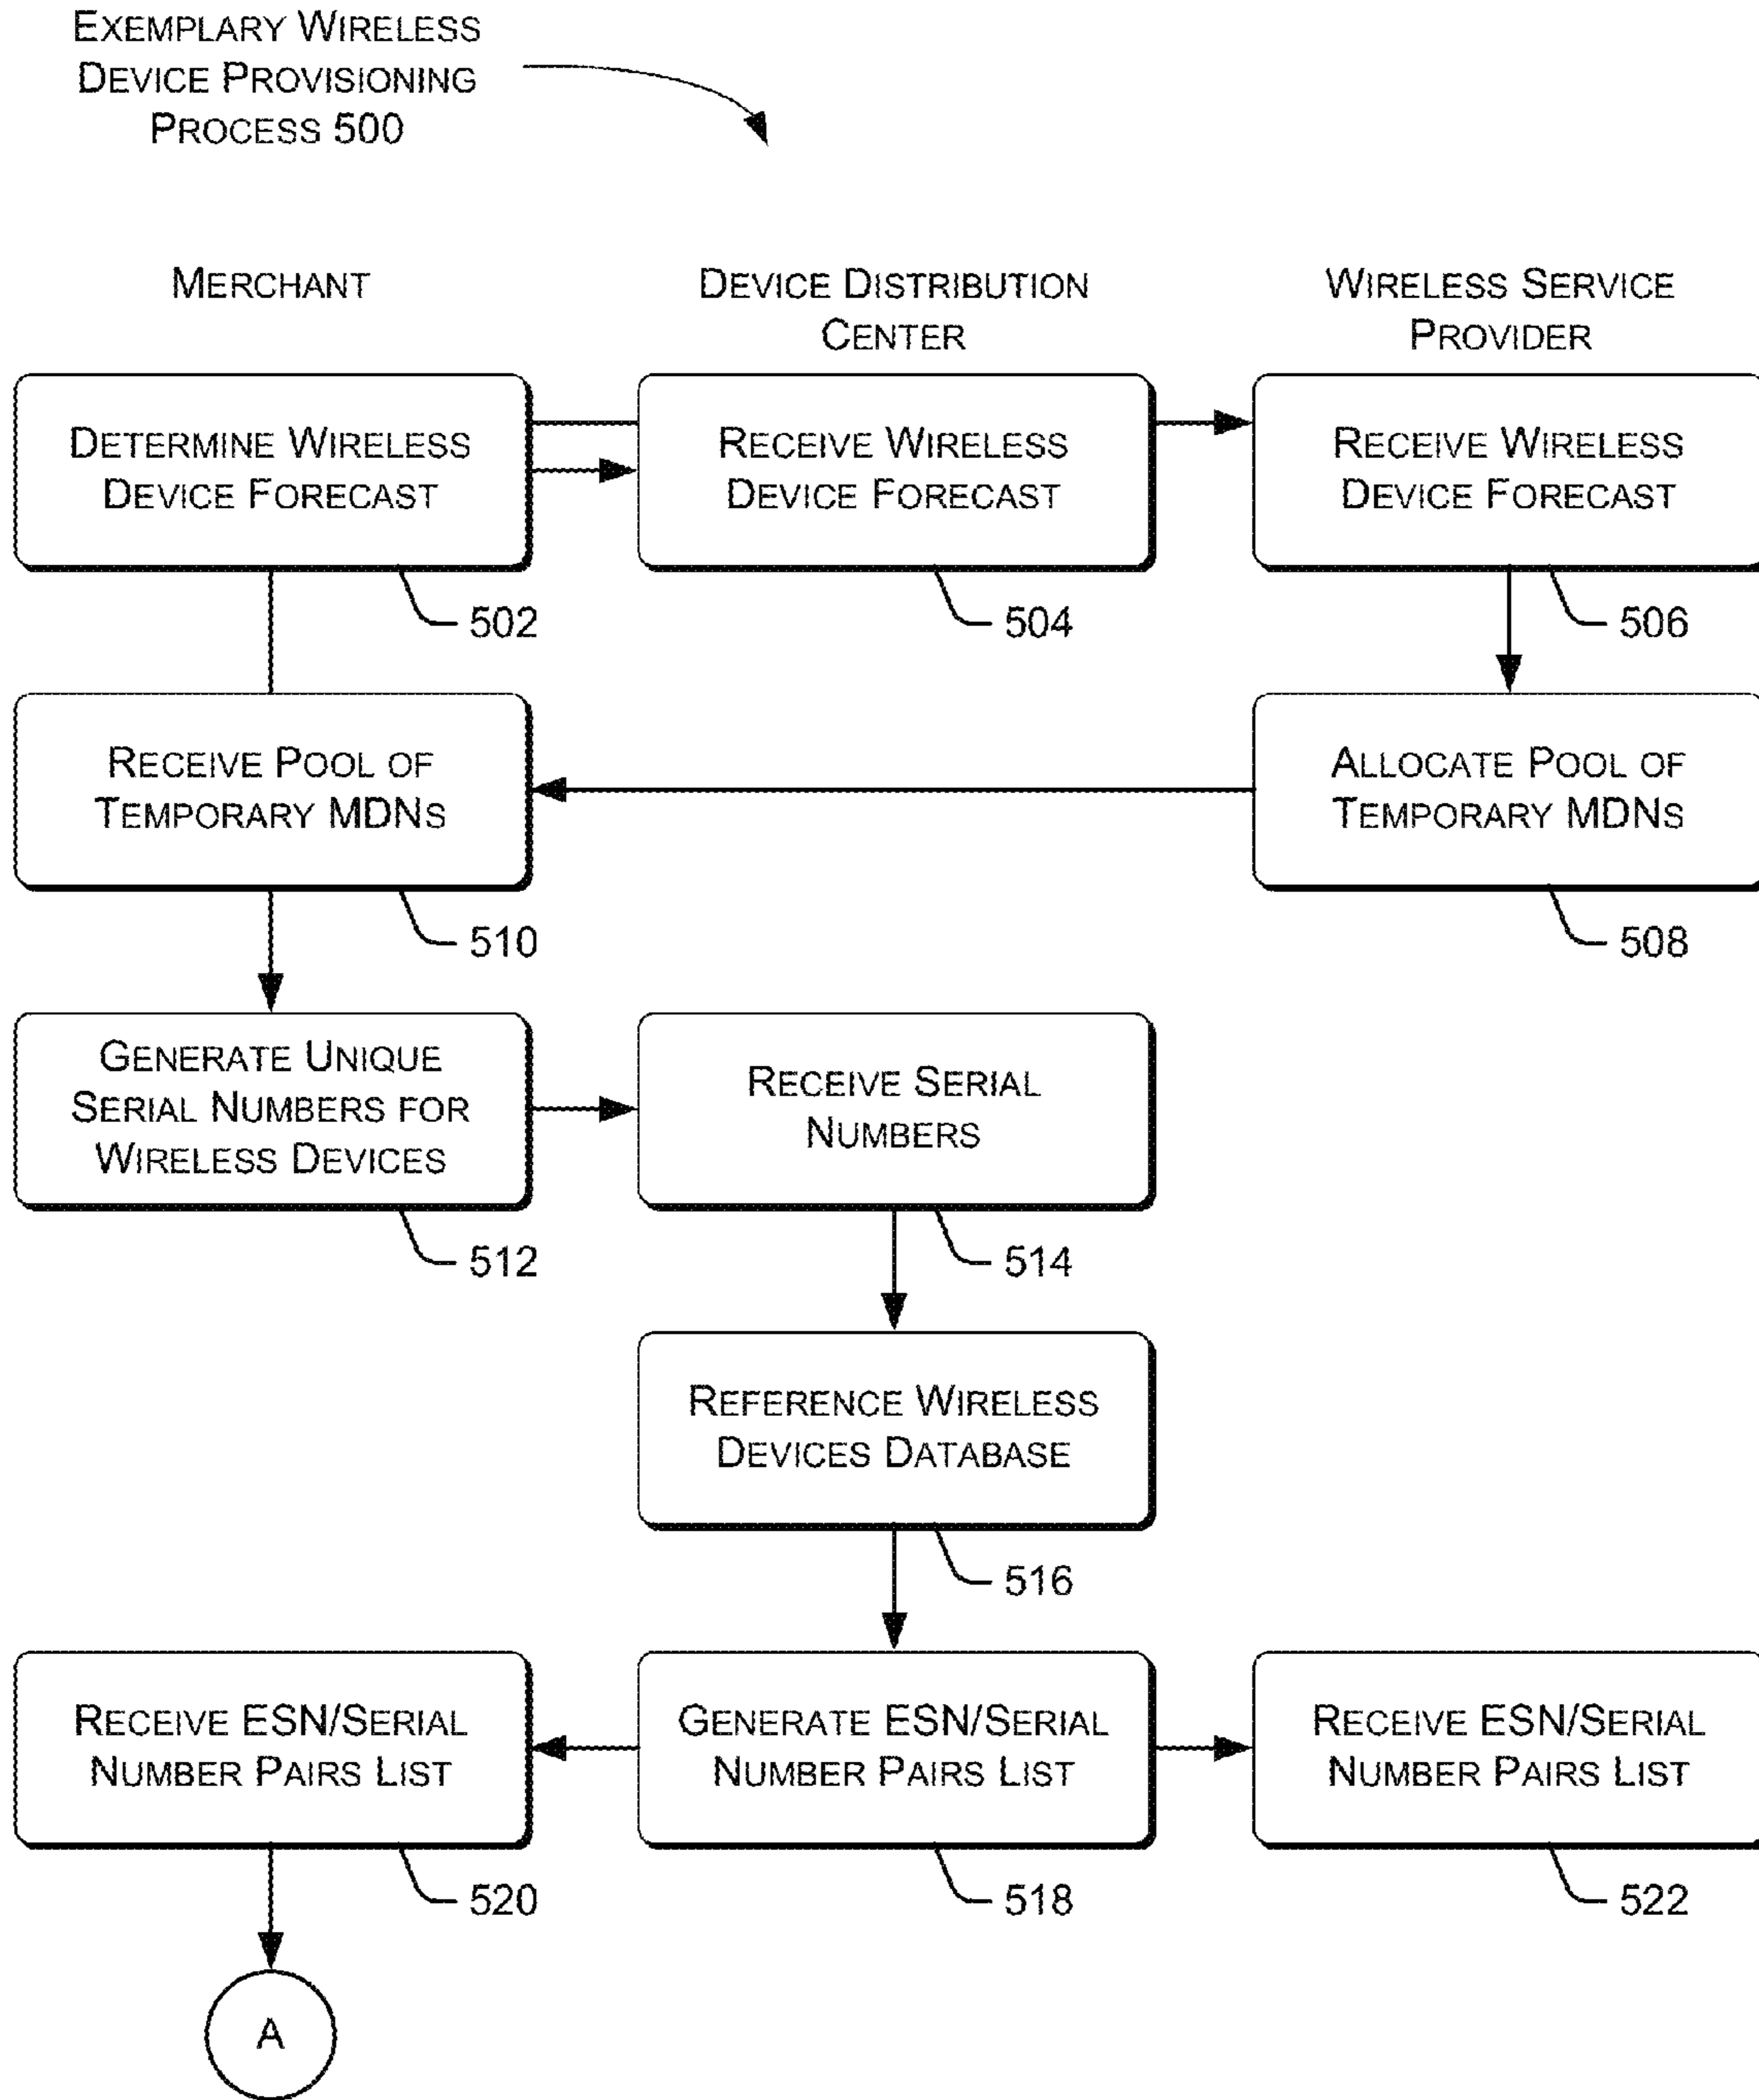 EXEMPLARY WIRELESS
DEVICE PROVISIONING
PROCESS 500
MERCHANT
DEVICE DISTRIBUTION
CENTER
WIRELESS SERVICE
PROVIDER
DETERMINE WIRELESS
DEVICE FORECAST
502
RECEIVE WIRELESS
DEVICE FORECAST
504
RECEIVE WIRELESS
DEVICE FORECAST
506
RECEIVE POOL OF
TEMPORARY MDNS
510
ALLOCATE POOL OF
TEMPORARY MDNS
508
GENERATE UNIQUE
SERIAL NUMBERS FOR
WIRELESS DEVICES
512
RECEIVE SERIAL
NUMBERS
514
REFERENCE WIRELESS
DEVICES DATABASE
516
RECEIVE ESN/SERIAL
NUMBER PAIRS LIST
520
GENERATE ESN/SERIAL
NUMBER PAIRS LIST
518
RECEIVE ESN/SERIAL
NUMBER PAIRS LIST
522
A